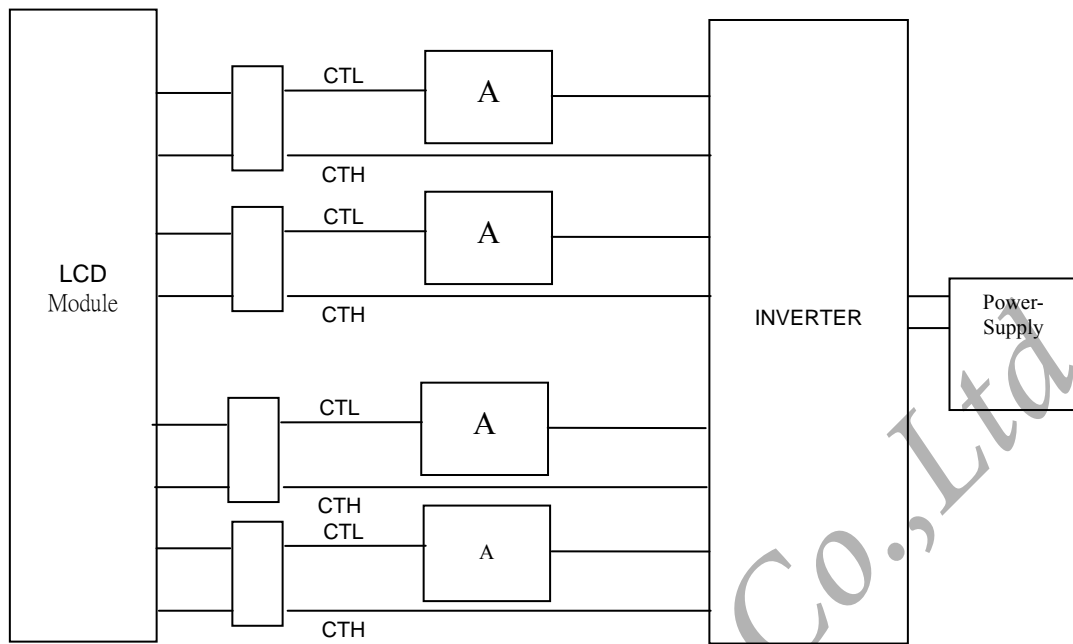 CTL
A
CTH
CTL
A
LCD
Module
CTH
INVERTER
Power-
Supply
CTL
A
CTH
CTL
A
CTH
Co.,Ltd